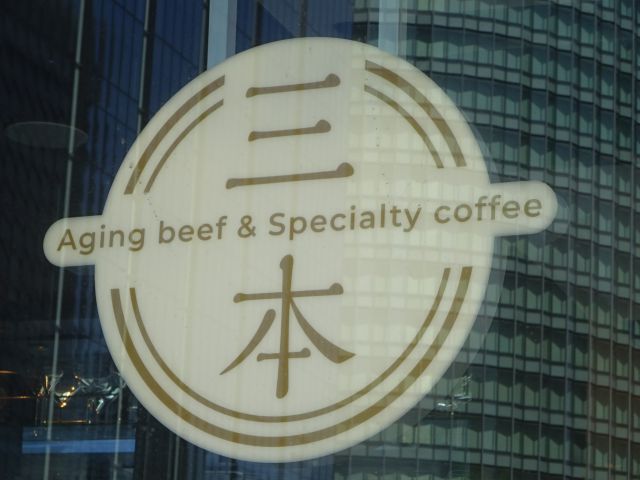 三
Aging beef & Specialty coffee
本